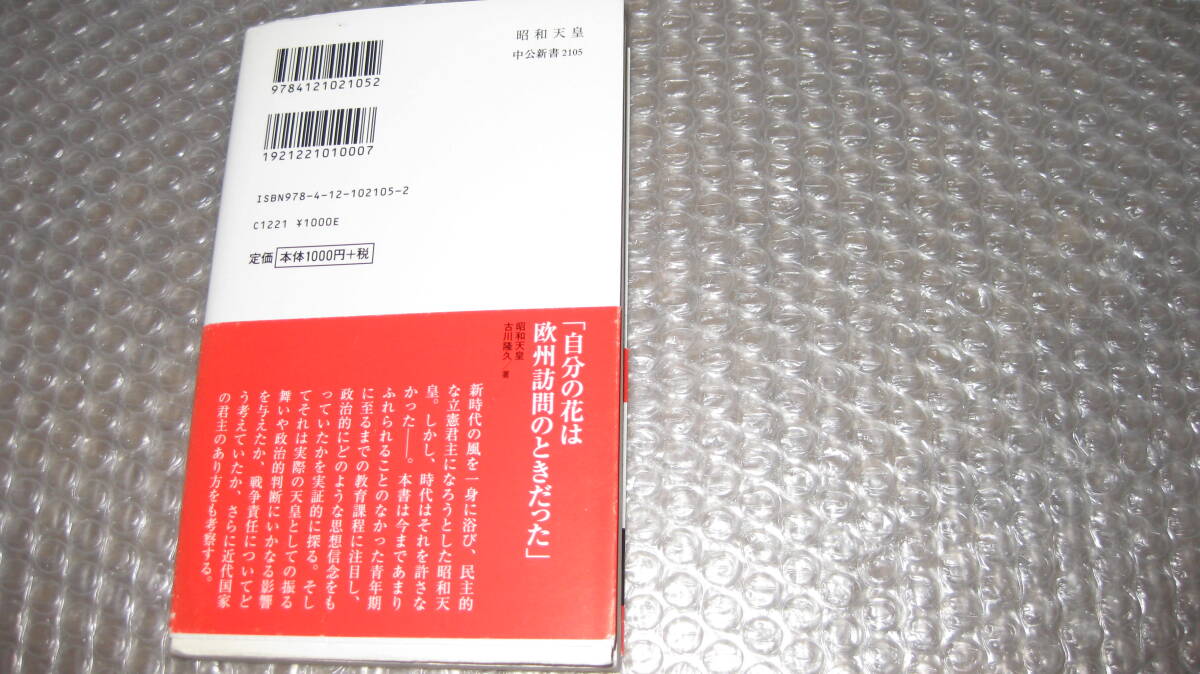 昭和天皇
中公新書2105
9784121021052
1921221010007
ISBN978-4-12-102105-2
C1221 ¥1000E
定価 本体1000円+税
「自分の花は
欧州訪問のときだった」
昭和天皇
古川隆久/著
新時代の風を一身に浴び、民主的
な立憲君主になろうとした昭和天
皇。しかし、時代はそれを許さな
かった――。本書は今まであまり
ふれられることのなかった青年期
に至るまでの教育課程に注目し、
政治的にどのような思想信念をも
っていたかを実証的に探る。そし
てそれは実際の天皇としての振る
舞いや政治的判断にいかなる影響
を与えたか、戦争責任についてど
う考えていたか、さらに近代国家
の君主のあり方をも考察する。